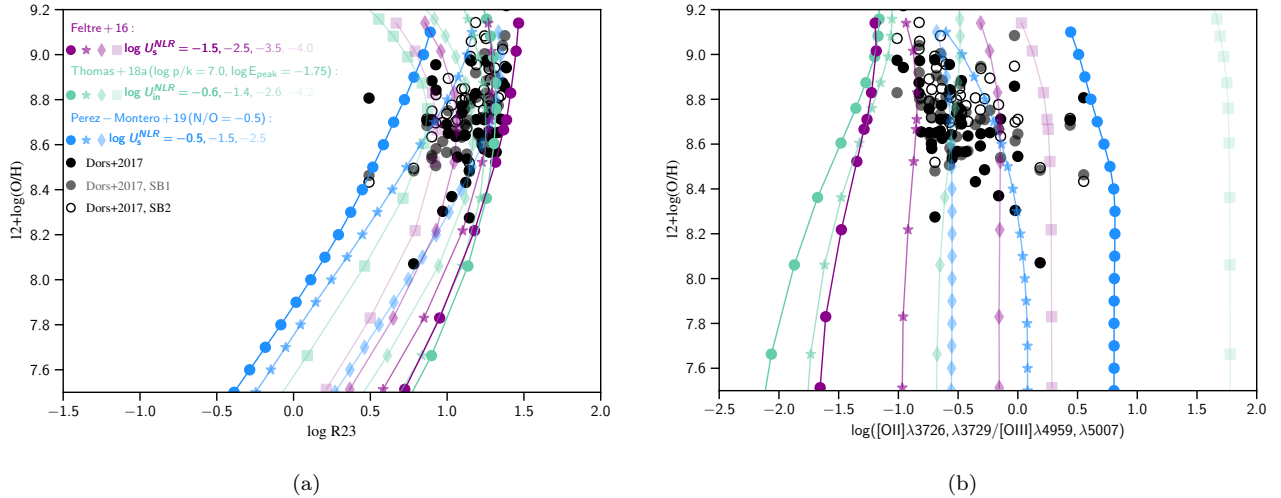 9.2
9.0
8.8
8.6
8.4
8.2
8.0
7.8
7.6
12+log(O/H)
Feltre + 16 :
log U_s^NLR = −1.5, −2.5, −3.5, −4.0
Thomas + 18a (log p/k = 7.0, log E_peak = −1.75) :
log U_in^NLR = −0.6, −1.4, −2.6, −4.2
Perez − Montero + 19 (N/O = −0.5) :
log U_s^NLR = −0.5, −1.5, −2.5
Dors+2017
Dors+2017, SB1
Dors+2017, SB2
−1.5 −1.0 −0.5 0.0 0.5 1.0 1.5 2.0
log R23
(a)
9.2
9.0
8.8
8.6
8.4
8.2
8.0
7.8
7.6
12+log(O/H)
−2.5 −2.0 −1.5 −1.0 −0.5 0.0 0.5 1.0 1.5 2.0
log([OII]λ3726, λ3729/[OIII]λ4959, λ5007)
(b)